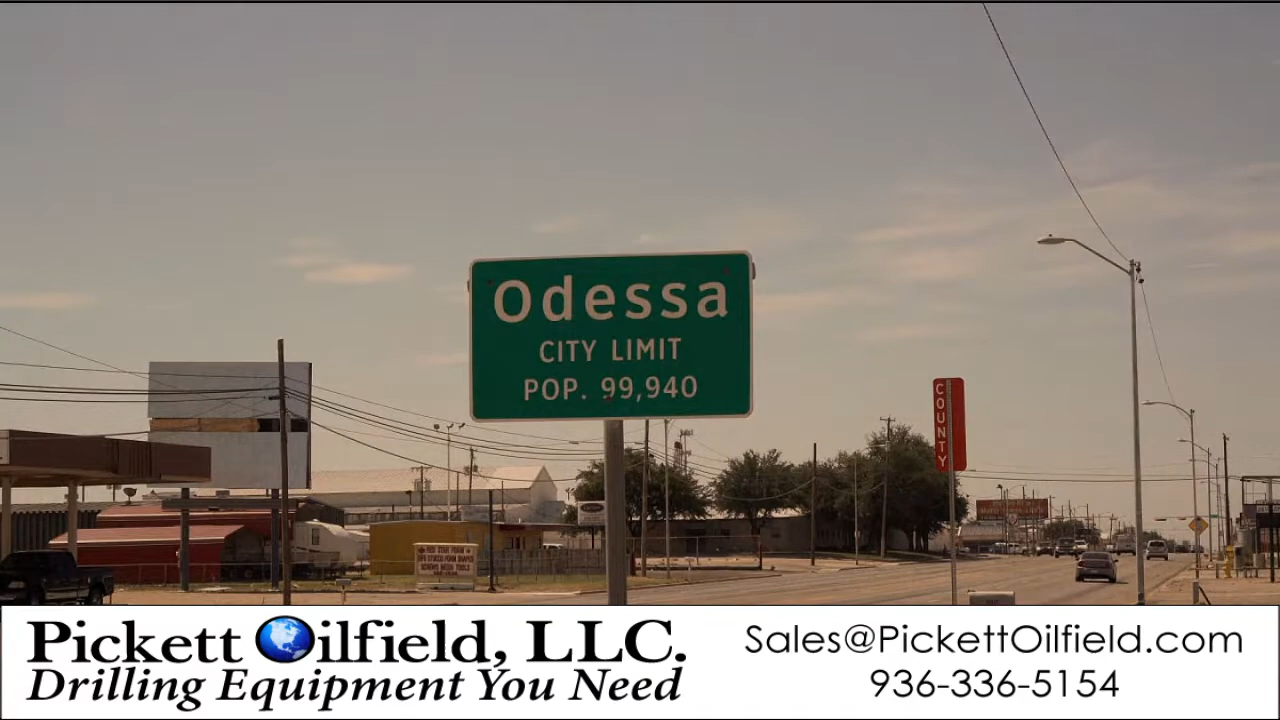 Odessa
CITY LIMIT
POP. 99,940
COUNTY
Pickett Oilfield, LLC.
Drilling Equipment You Need
Sales@PickettOilfield.com
936-336-5154